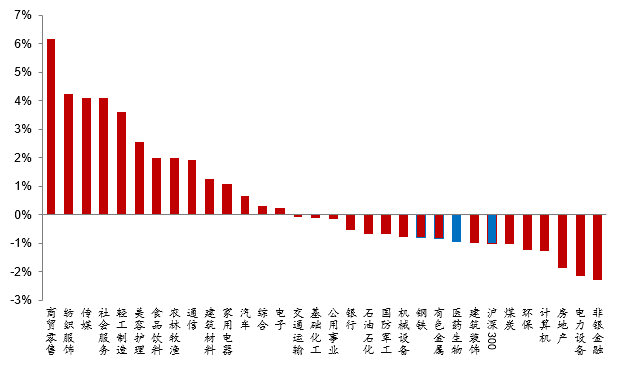 7%
6%
5%
4%
3%
2%
1%
0%
-1%
-2%
-3%
商贸零售
纺织服饰
传媒
社会服务
轻工制造
美容护理
食品饮料
农林牧渔
通信
建筑材料
家用电器
汽车
综合
电子
交通运输
基础化工
公用事业
银行
石油石化
国防军工
机械设备
钢铁
有色金属
医药生物
建筑装饰
沪深300
煤炭
环保
计算机
房地产
电力设备
非银金融